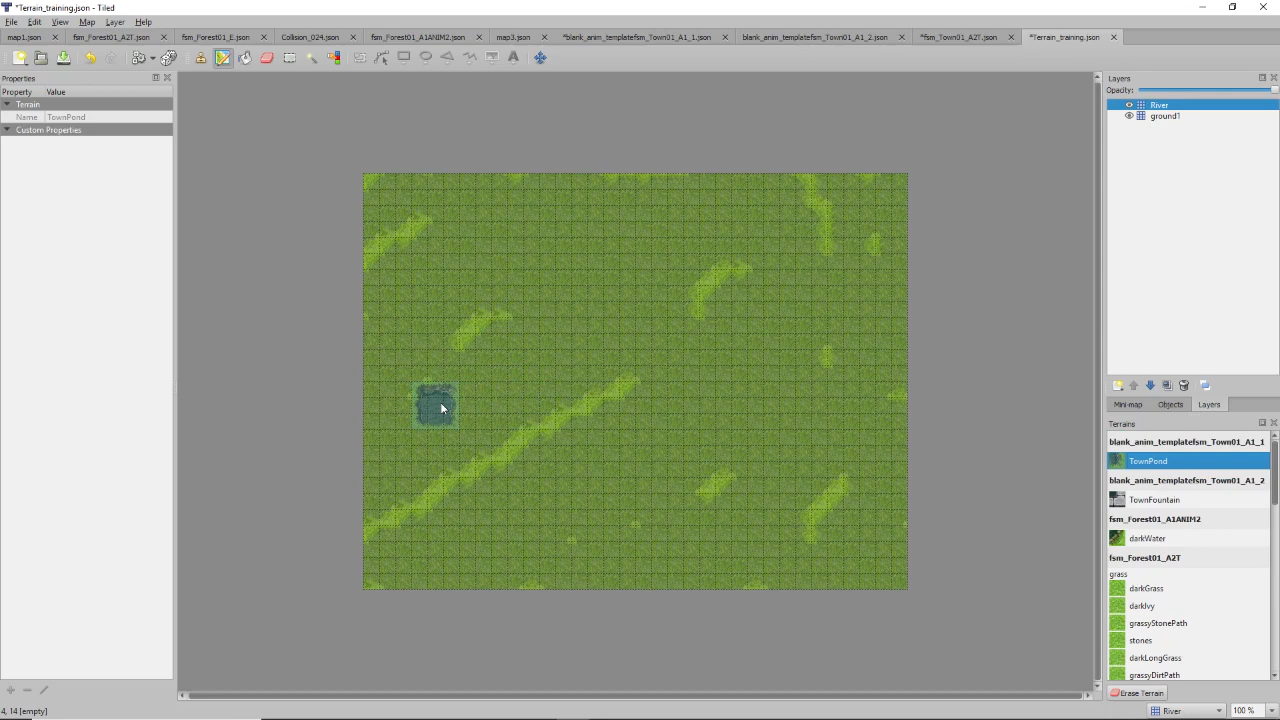 *Terrain_training.json - Tiled
File Edit View Map Layer Help
map1.json fsm_Forest01_A2T.json fsm_Forest01_E.json Collision_024.json fsm_Forest01_A1ANIM2.json map3.json *blank_anim_templatefsm_Town01_A1_1.json blank_anim_templatefsm_Town01_A1_2.json *fsm_Town01_A2T.json *Terrain_training.json
Properties
Property Value
Terrain
Name TownPond
Custom Properties
Layers
Opacity:
River
ground1
Mini-map Objects Layers
Terrains
blank_anim_templatefsm_Town01_A1_1
TownPond
blank_anim_templatefsm_Town01_A1_2
TownFountain
fsm_Forest01_A1ANIM2
darkWater
fsm_Forest01_A2T
grass
darkGrass
darkIvy
grassyStonePath
stones
darkLongGrass
grassyDirtPath
Erase Terrain
4, 14 [empty]
River 100 %